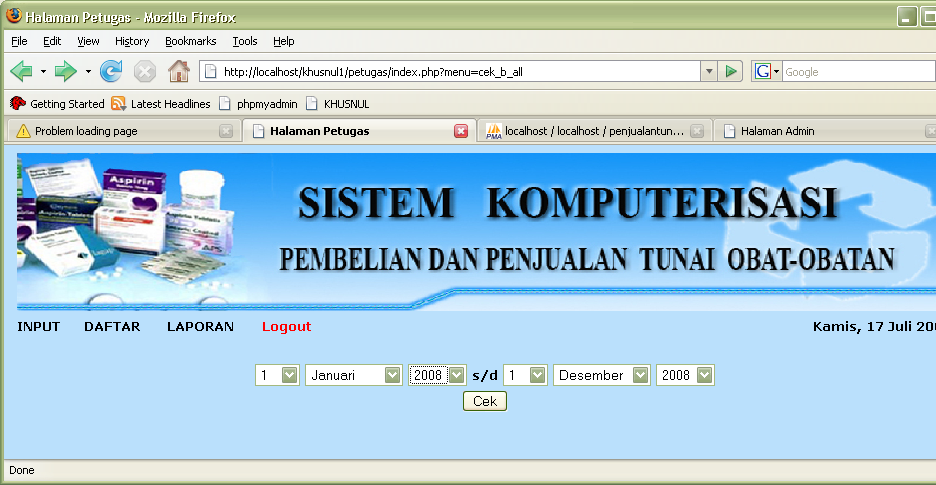 Halaman Petugas - Mozilla Firefox
File Edit View History Bookmarks Tools Help
http://localhost/khusnul1/petugas/index.php?menu=cek_b_all
G Google
Getting Started Latest Headlines phpmyadmin KHUSNUL
Problem loading page Halaman Petugas PMA localhost / localhost / penjualantun... Halaman Admin
Aspirin
Aspirin
SISTEM KOMPUTERISASI
PEMBELIAN DAN PENJUALAN TUNAI OBAT-OBATAN
INPUT DAFTAR LAPORAN Logout Kamis, 17 Juli 200
1 Januari 2008 s/d 1 Desember 2008
Cek
Done